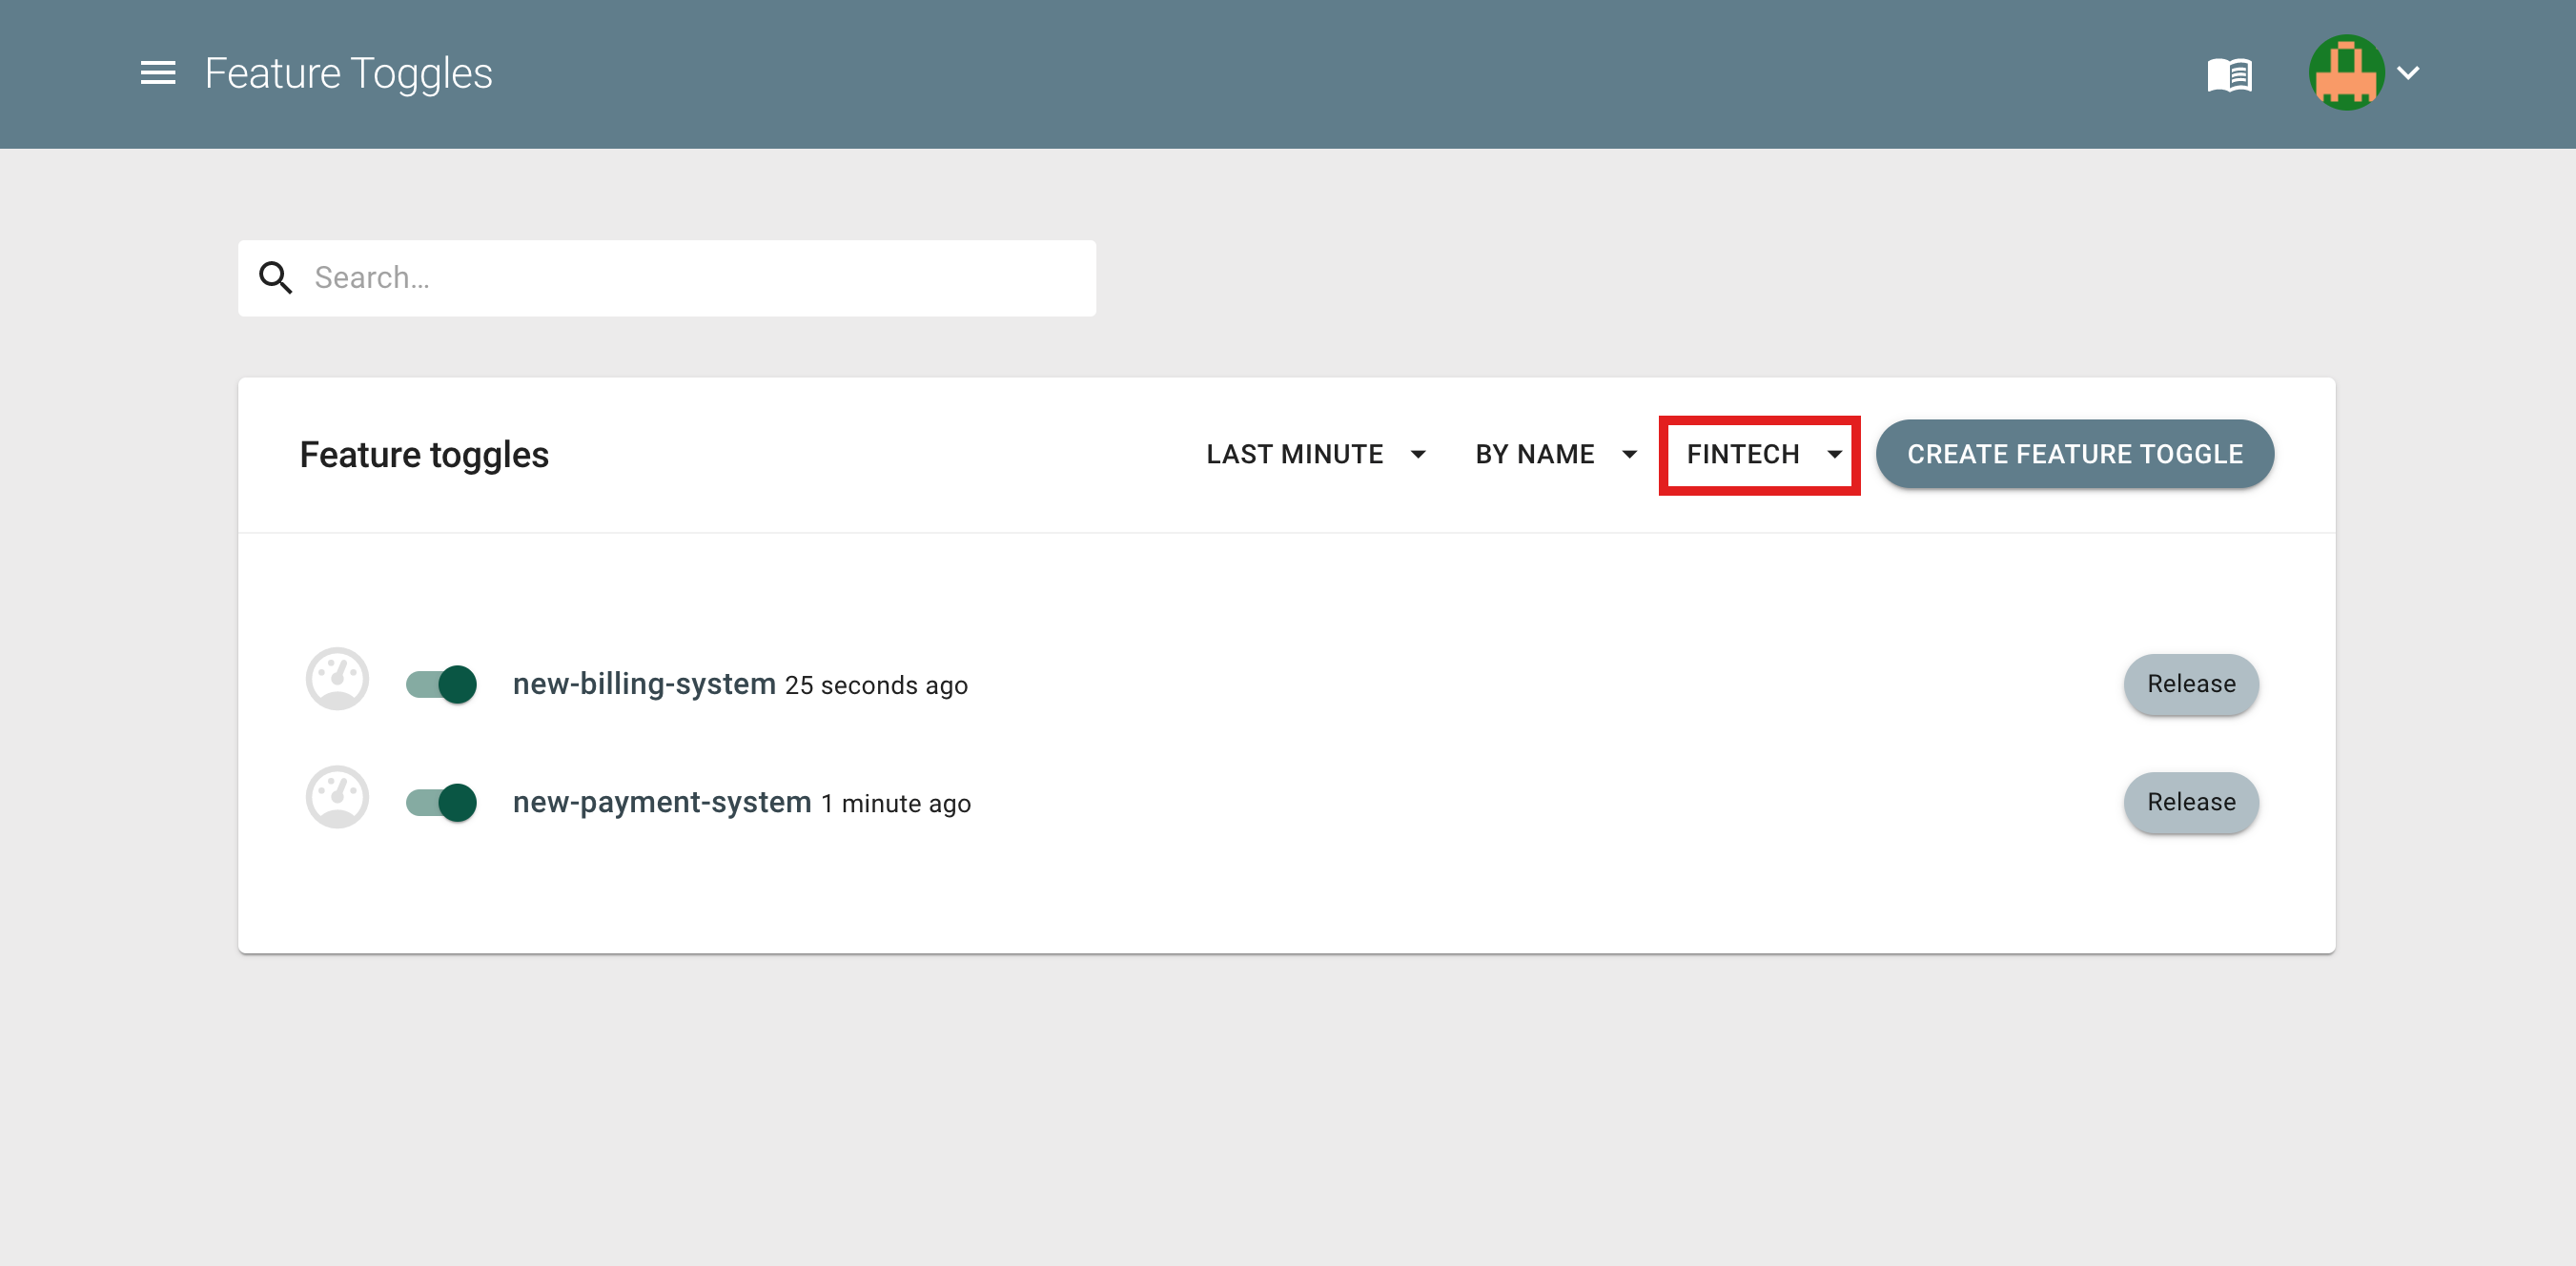 Feature Toggles
Search…
Feature toggles LAST MINUTE BY NAME FINTECH CREATE FEATURE TOGGLE
new-billing-system 25 seconds ago Release
new-payment-system 1 minute ago Release